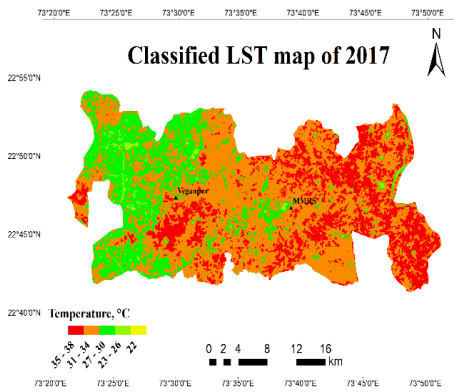 73°20'0"E 73°25'0"E 73°30'0"E 73°35'0"E 73°40'0"E 73°45'0"E 73°50'0"E
Classified LST map of 2017
N
22°55'0"N
22°50'0"N
Veganpur
MMRS
22°45'0"N
22°40'0"N
Temperature, °C
35 - 38
31 - 34
27 - 30
23 - 26
22
0 2 4 8 12 16
km
73°20'0"E 73°25'0"E 73°30'0"E 73°35'0"E 73°40'0"E 73°45'0"E 73°50'0"E